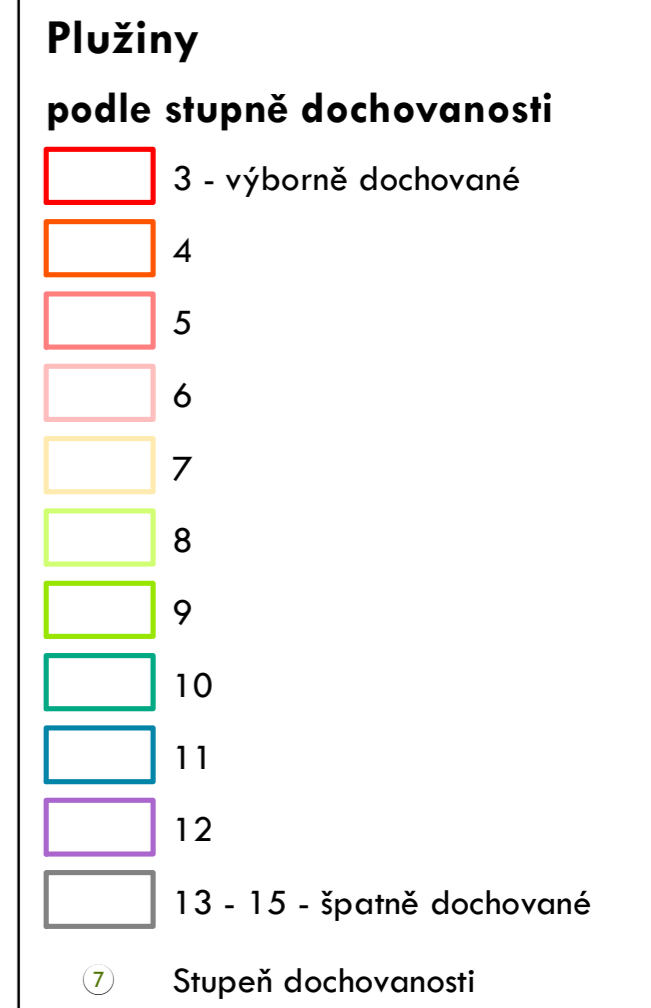 Plužiny
podle stupně dochovanosti
3 - výborně dochované
4
5
6
7
8
9
10
11
12
13 - 15 - špatně dochované
7 Stupeň dochovanosti